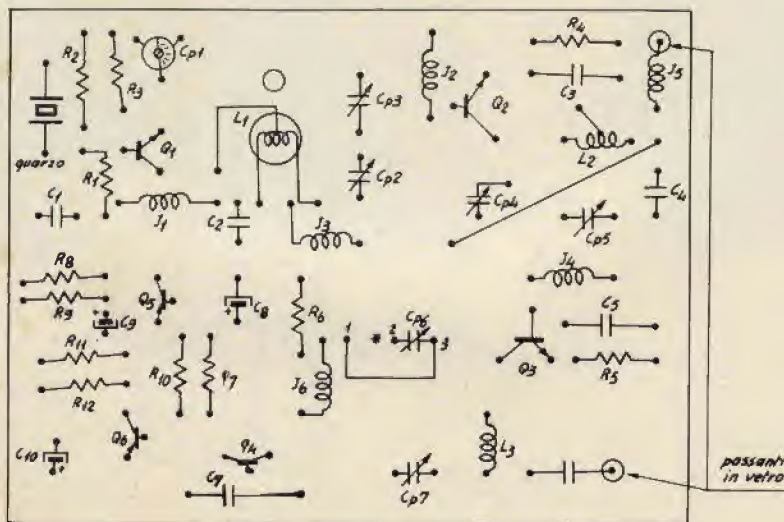 R2
R3
Cp1
quarzo
R1
Q1
L1
Cp3
J2
Q2
R4
C3
J5
L2
C1
J1
C2
J3
Cp2
Cp4
Cp5
C4
R8
R9
C9
Q5
C8
R6
J4
1
* 2
Cp6
3
Q3
C5
R5
R11
R12
R10
J6
Q6
C10
Q4
C7
Cp7
L3
passanti
in vetro